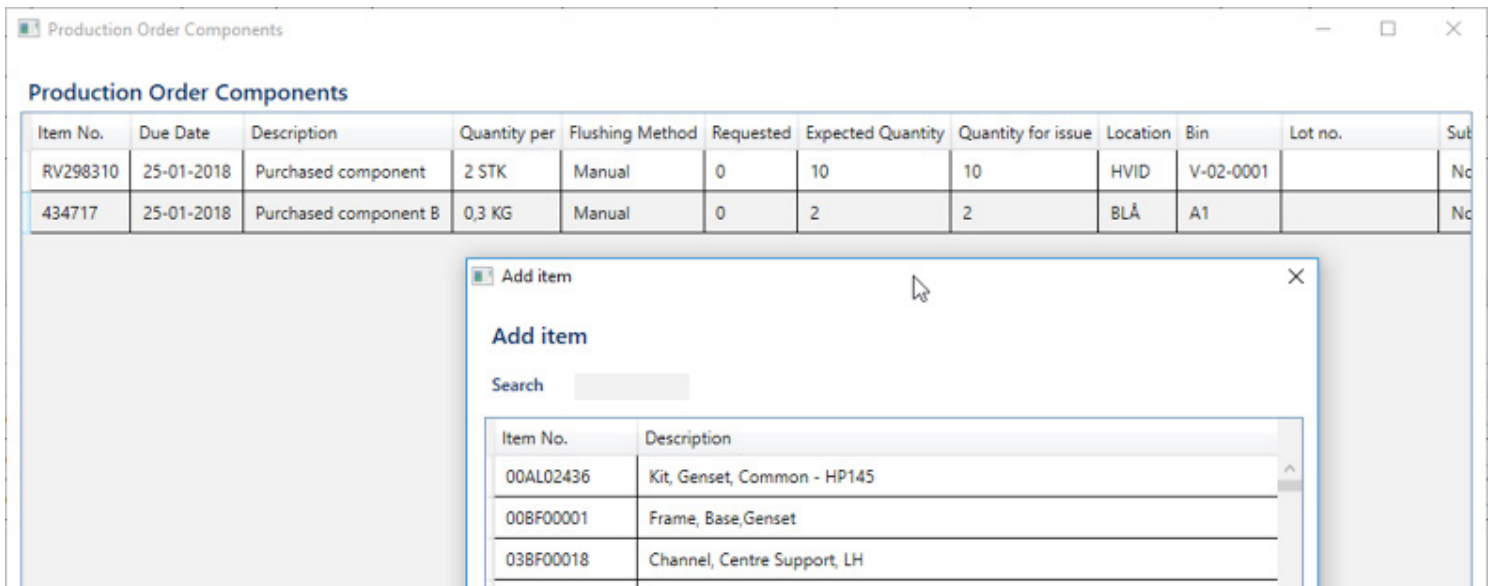 Production Order Components
Production Order Components
Item No. Due Date Description Quantity per Flushing Method Requested Expected Quantity Quantity for issue Location Bin Lot no. Sub
RV298310 25-01-2018 Purchased component 2 STK Manual 0 10 10 HVID V-02-0001 No
434717 25-01-2018 Purchased component B 0,3 KG Manual 0 2 2 BLÅ A1 No
Add item
Add item
Search
Item No. Description
00AL02436 Kit, Genset, Common - HP145
00BF00001 Frame, Base,Genset
03BF00018 Channel, Centre Support, LH